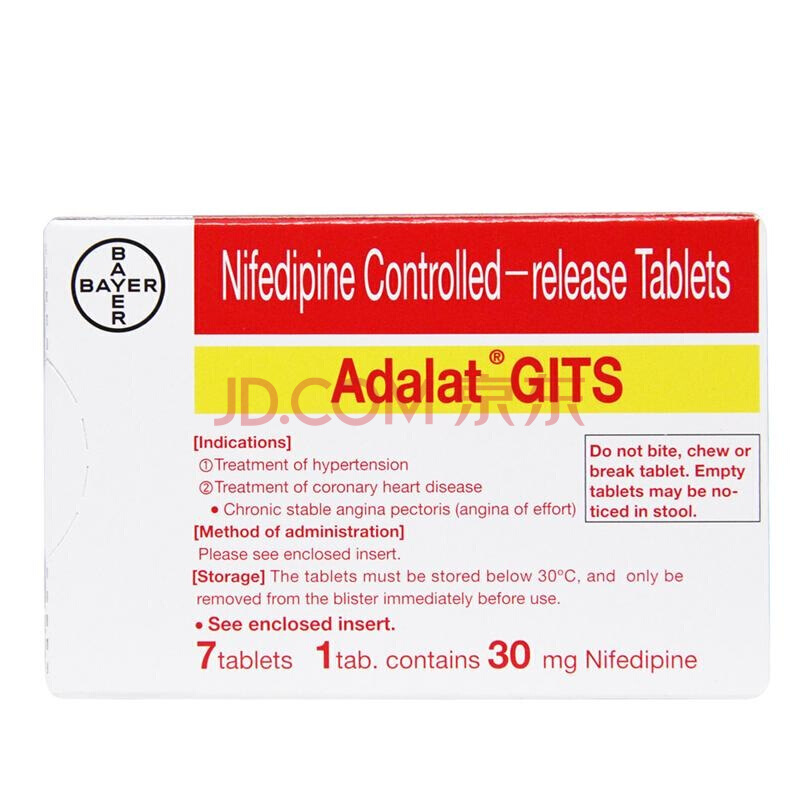 BAYER
BAYER
Nifedipine Controlled—release Tablets
Adalat® GITS
JD.COM 京东
[Indications]
①Treatment of hypertension
②Treatment of coronary heart disease
• Chronic stable angina pectoris (angina of effort)
Do not bite, chew or
break tablet. Empty
tablets may be no-
ticed in stool.
[Method of administration]
Please see enclosed insert.
[Storage] The tablets must be stored below 30°C, and only be
removed from the blister immediately before use.
• See enclosed insert.
7 tablets 1 tab. contains 30 mg Nifedipine